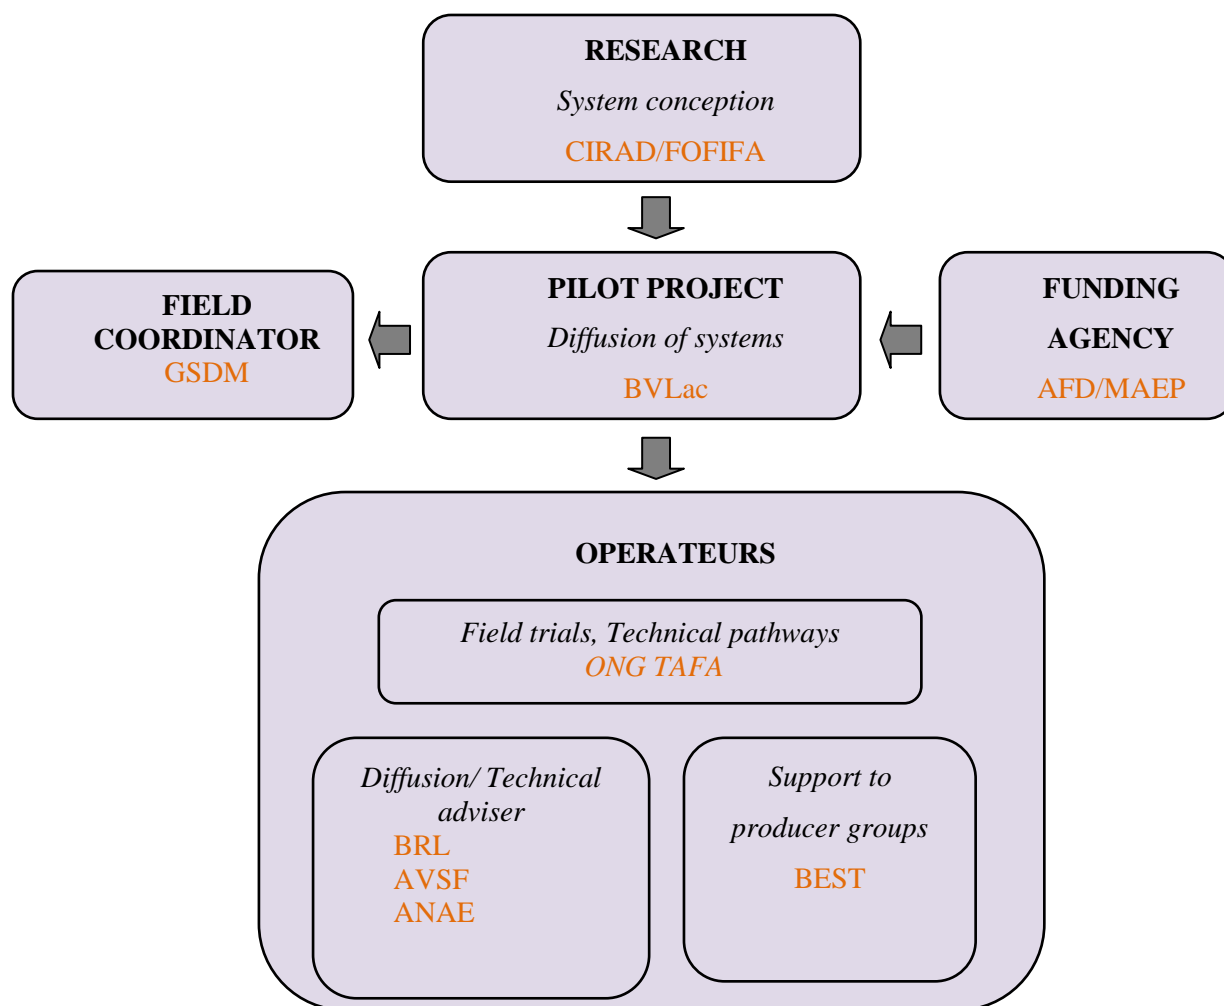 RESEARCH
System conception
CIRAD/FOFIFA
FIELD
COORDINATOR
GSDM
PILOT PROJECT
Diffusion of systems
BVLac
FUNDING
AGENCY
AFD/MAEP
OPERATEURS
Field trials, Technical pathways
ONG TAFA
Diffusion/ Technical
adviser
BRL
AVSF
ANAE
Support to
producer groups
BEST